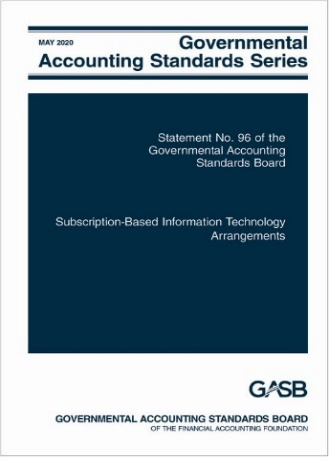 MAY 2020
Governmental
Accounting Standards Series
Statement No. 96 of the
Governmental Accounting
Standards Board
Subscription-Based Information Technology
Arrangements
GASB
GOVERNMENTAL ACCOUNTING STANDARDS BOARD
OF THE FINANCIAL ACCOUNTING FOUNDATION